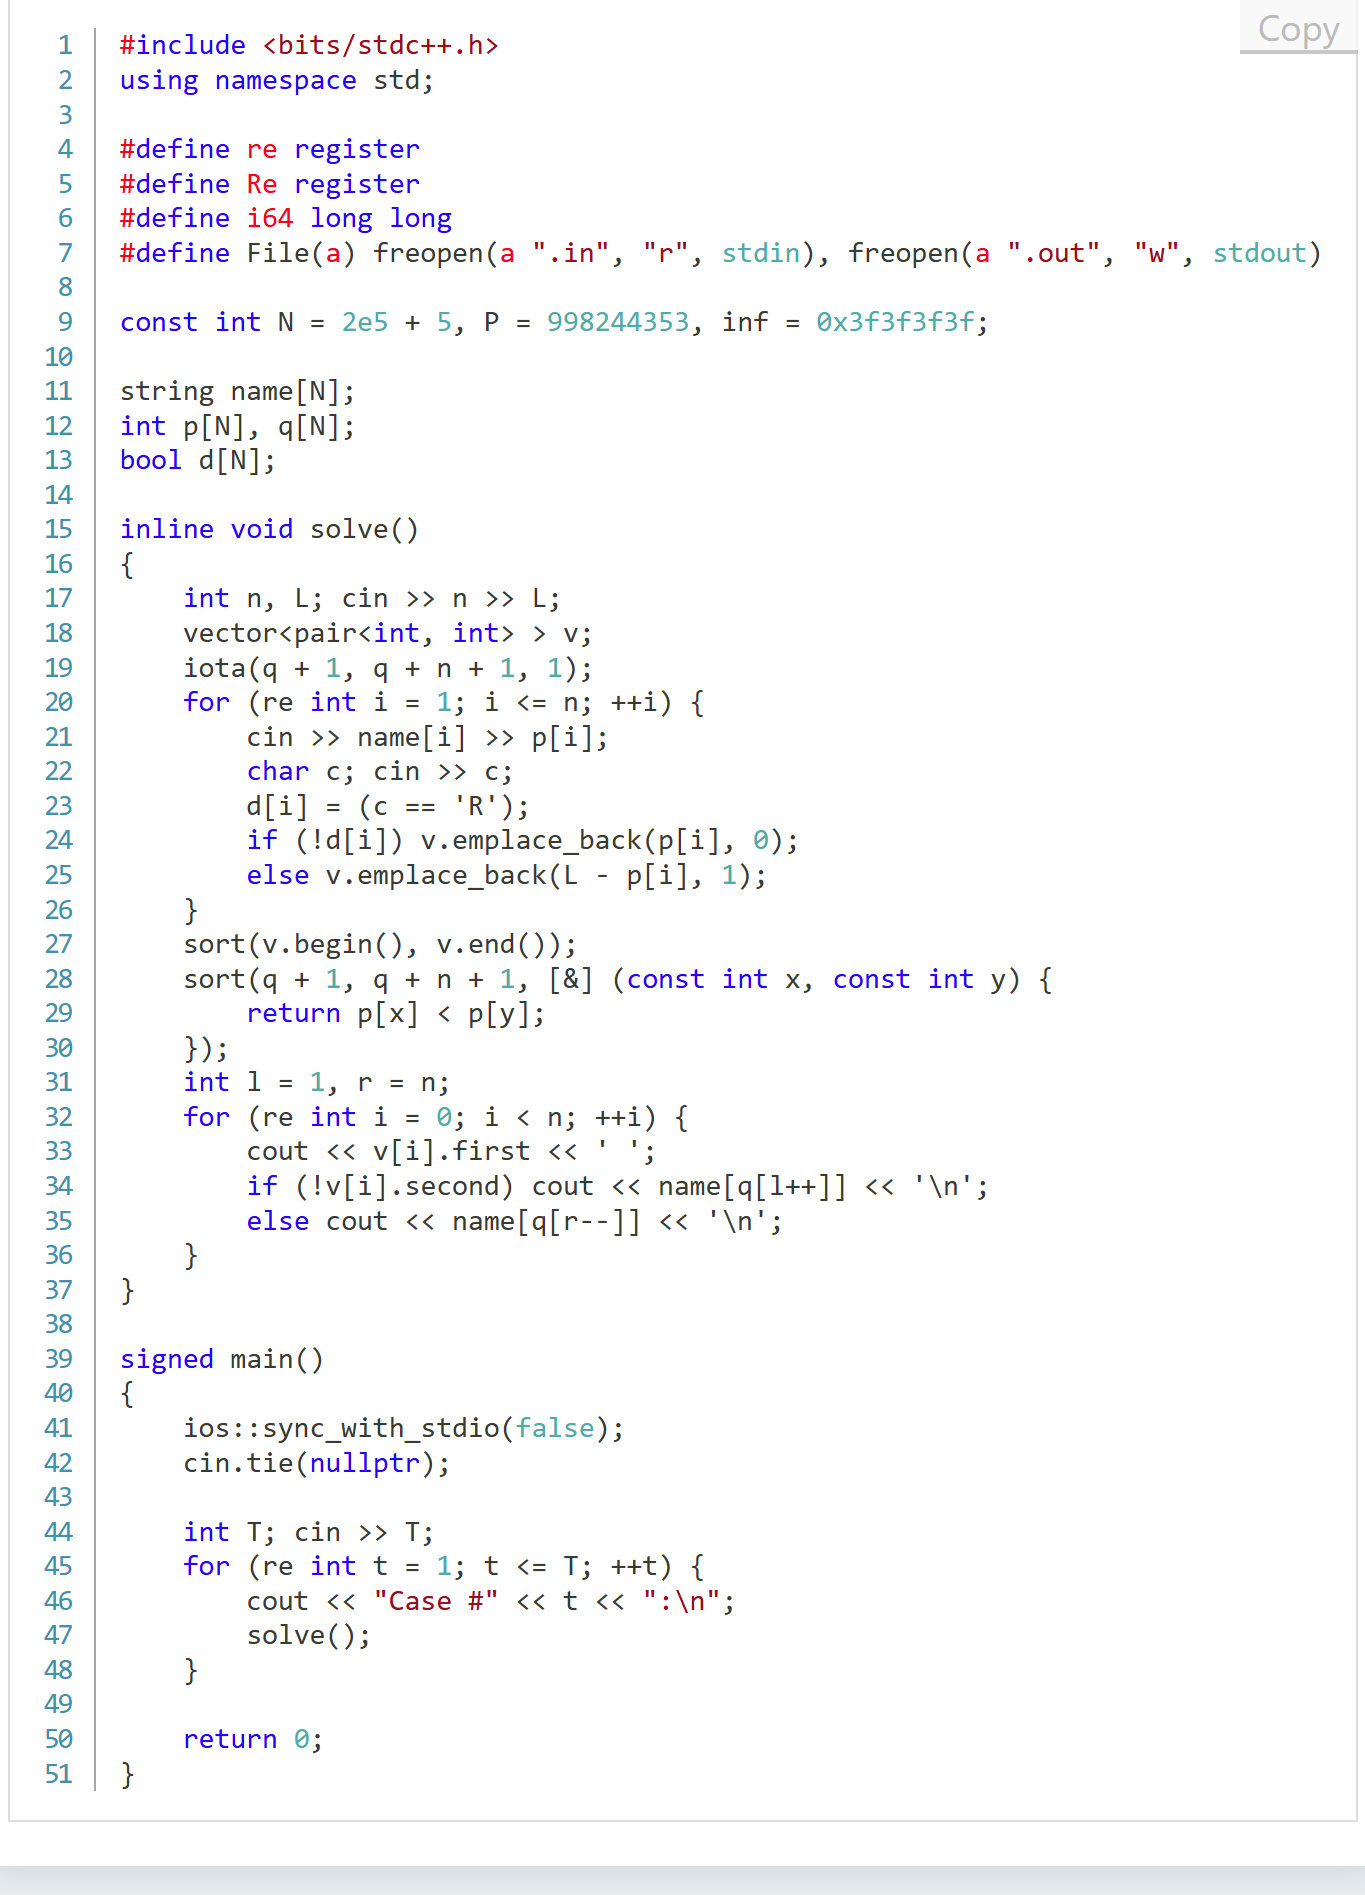 Copy
1 #include <bits/stdc++.h>
2 using namespace std;
3
4 #define re register
5 #define Re register
6 #define i64 long long
7 #define File(a) freopen(a ".in", "r", stdin), freopen(a ".out", "w", stdout)
8
9 const int N = 2e5 + 5, P = 998244353, inf = 0x3f3f3f3f;
10
11 string name[N];
12 int p[N], q[N];
13 bool d[N];
14
15 inline void solve()
16 {
17     int n, L; cin >> n >> L;
18     vector<pair<int, int> > v;
19     iota(q + 1, q + n + 1, 1);
20     for (re int i = 1; i <= n; ++i) {
21         cin >> name[i] >> p[i];
22         char c; cin >> c;
23         d[i] = (c == 'R');
24         if (!d[i]) v.emplace_back(p[i], 0);
25         else v.emplace_back(L - p[i], 1);
26     }
27     sort(v.begin(), v.end());
28     sort(q + 1, q + n + 1, [&] (const int x, const int y) {
29         return p[x] < p[y];
30     });
31     int l = 1, r = n;
32     for (re int i = 0; i < n; ++i) {
33         cout << v[i].first << ' ';
34         if (!v[i].second) cout << name[q[l++]] << '\n';
35         else cout << name[q[r--]] << '\n';
36     }
37 }
38
39 signed main()
40 {
41     ios::sync_with_stdio(false);
42     cin.tie(nullptr);
43
44     int T; cin >> T;
45     for (re int t = 1; t <= T; ++t) {
46         cout << "Case #" << t << ":\n";
47         solve();
48     }
49
50     return 0;
51 }